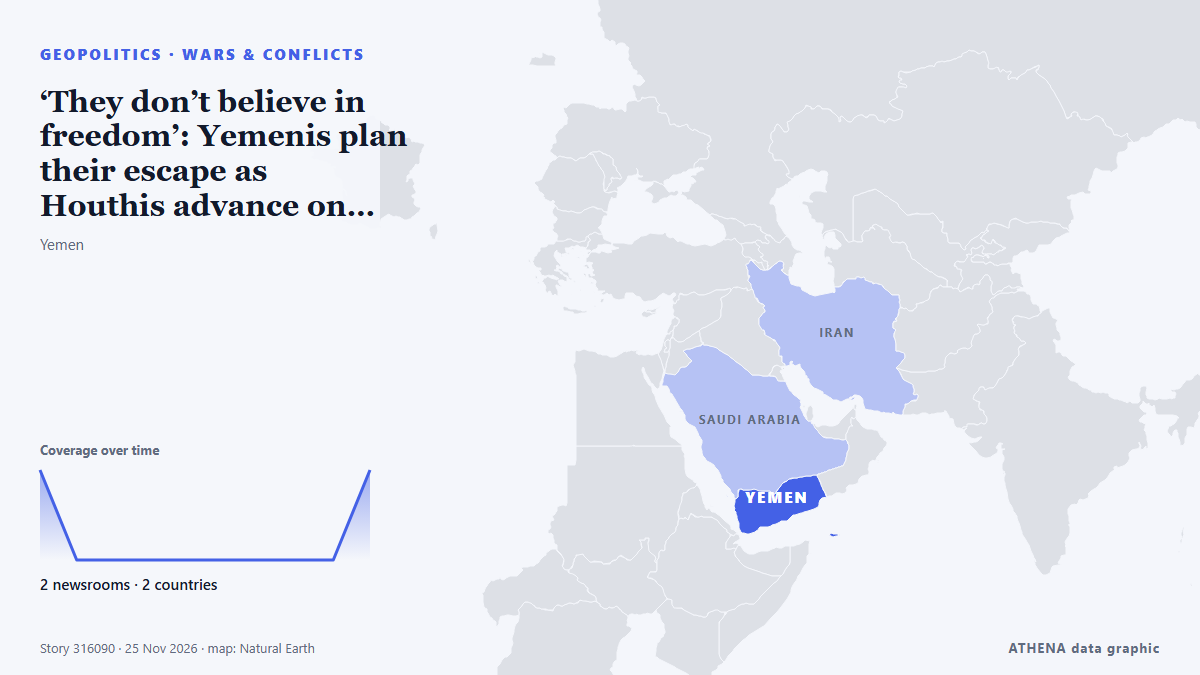 GEOPOLITICS · WARS & CONFLICTS
‘They don’t believe in
freedom’: Yemenis plan
their escape as
Houthis advance on…
Yemen
IRAN
SAUDI ARABIA
YEMEN
Coverage over time
2 newsrooms · 2 countries
Story 316090 · 25 Nov 2026 · map: Natural Earth
ATHENA data graphic